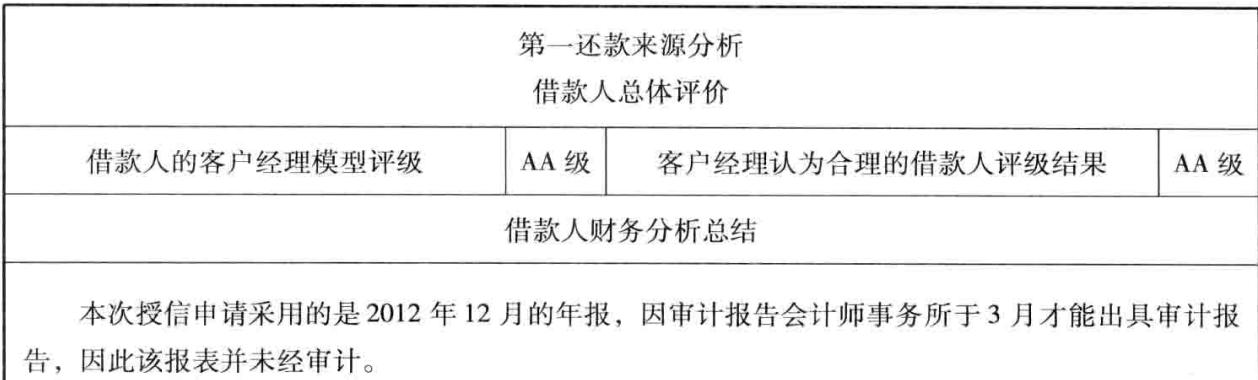 第一还款来源分析
借款人总体评价
借款人的客户经理模型评级 AA 级 客户经理认为合理的借款人评级结果 AA 级
借款人财务分析总结
本次授信申请采用的是 2012 年 12 月的年报，因审计报告会计师事务所于 3 月才能出具审计报
告，因此该报表并未经审计。